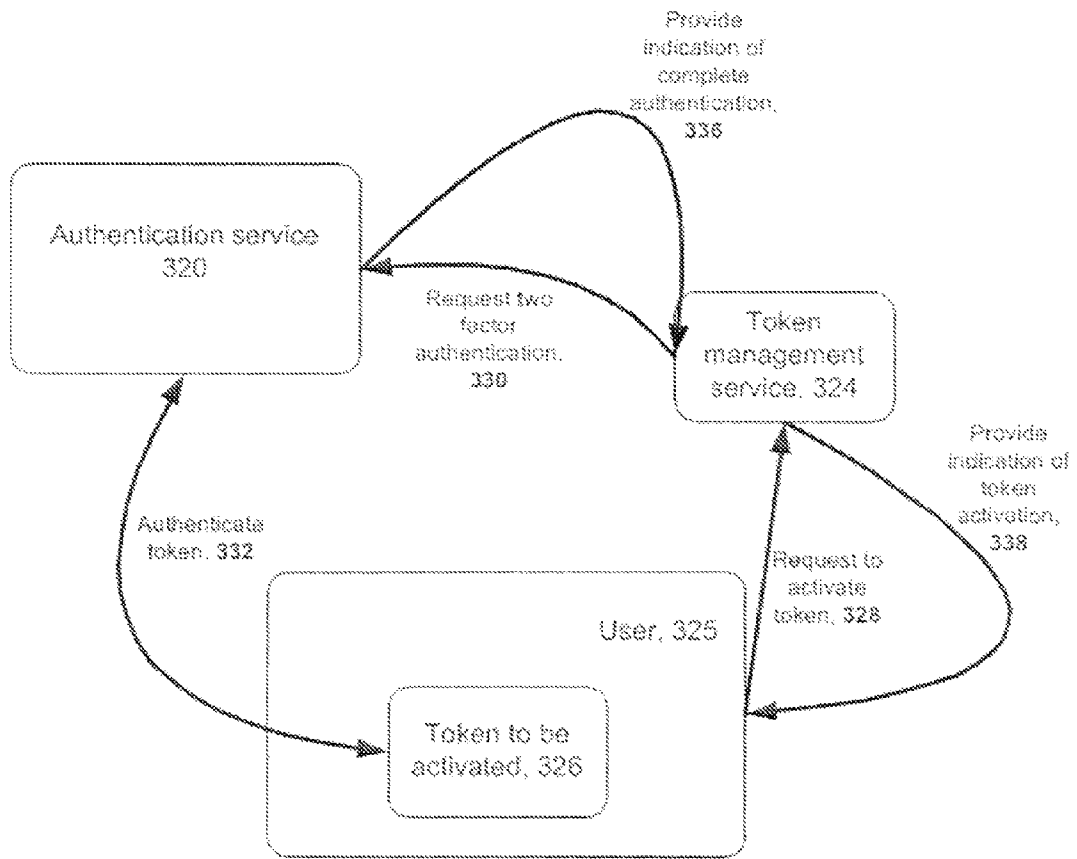 Provide
indication of
complete
authentication,
336
Authentication service
320
Request two
factor
authentication.
330
Token
management
service. 324
Provide
indication of
token
activation,
338
Authenticate
token. 332
Request to
activate
token, 328
User, 325
Token to be
activated, 326